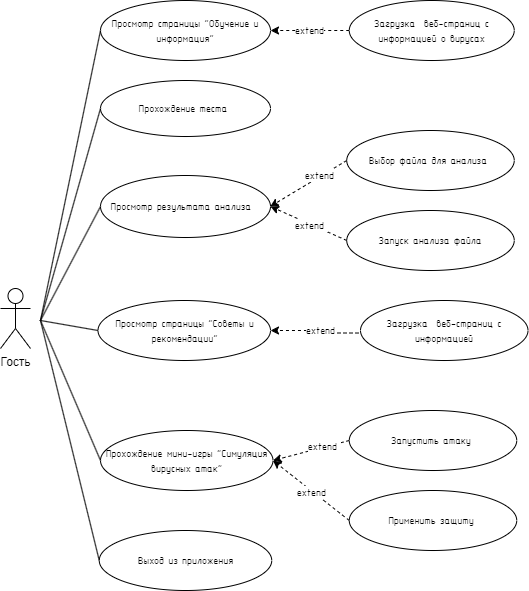 Просмотр страницы "Обучение и
информация"
extend
Загрузка веб-страниц с
информацией о вирусах
Прохождение теста
Просмотр результата анализа
extend
Выбор файла для анализа
extend
Запуск анализа файла
Гость
Просмотр страницы "Советы и
рекомендации"
extend
Загрузка веб-страниц с
информацией
Прохождение мини-игры "Симуляция
вирусных атак"
extend
Запустить атаку
extend
Применить защиту
Выход из приложения